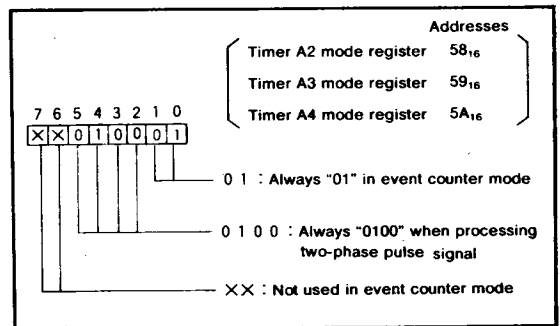 Addresses
Timer A2 mode register 58₁₆
Timer A3 mode register 59₁₆
Timer A4 mode register 5A₁₆
7 6 5 4 3 2 1 0
× × 0 1 0 0 0 1
0 1 : Always "01" in event counter mode
0 1 0 0 : Always "0100" when processing
two-phase pulse signal
×× : Not used in event counter mode